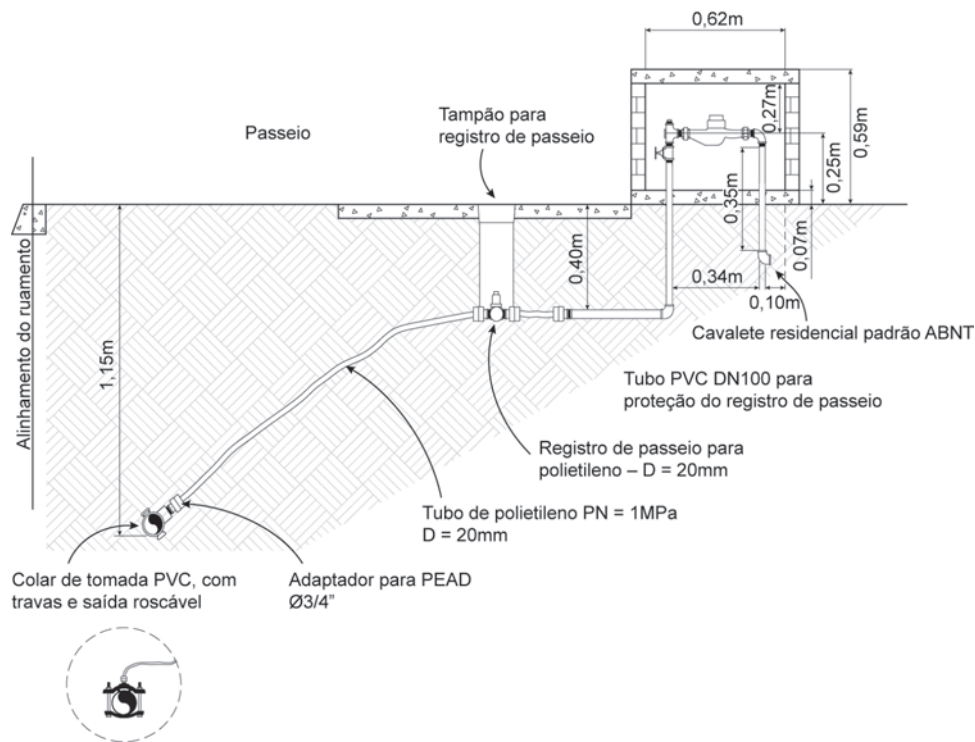 0,62m
Passeio
Tampão para
registro de passeio
0,27m
0,59m
0,25m
0,35m
0,07m
0,40m
0,34m
0,10m
Alinhamento do ruamento
1,15m
Cavalete residencial padrão ABNT
Tubo PVC DN100 para
proteção do registro de passeio
Registro de passeio para
polietileno – D = 20mm
Tubo de polietileno PN = 1MPa
D = 20mm
Colar de tomada PVC, com
travas e saída roscável
Adaptador para PEAD
Ø3/4”